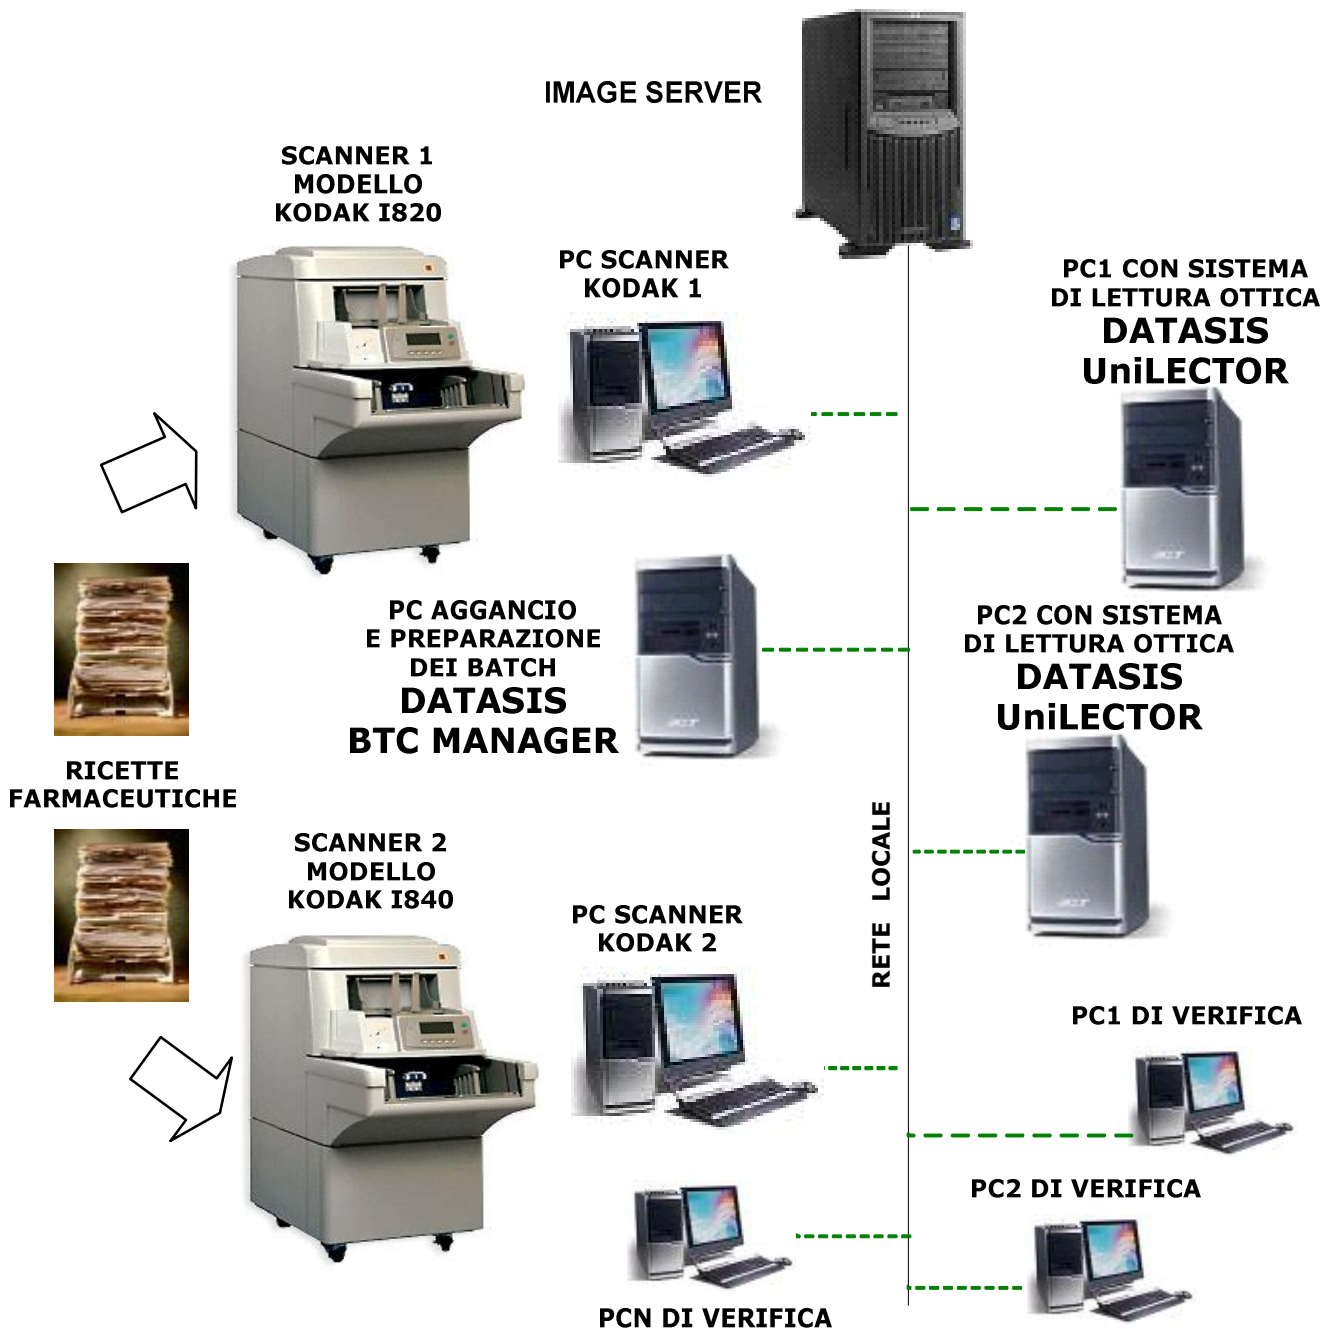 IMAGE SERVER
SCANNER 1
MODELLO
KODAK I820
PC SCANNER
KODAK 1
PC1 CON SISTEMA
DI LETTURA OTTICA
DATASIS
UniLECTOR
PC AGGANCIO
E PREPARAZIONE
DEI BATCH
DATASIS
BTC MANAGER
PC2 CON SISTEMA
DI LETTURA OTTICA
DATASIS
UniLECTOR
RICETTE
FARMACEUTICHE
SCANNER 2
MODELLO
KODAK I840
PC SCANNER
KODAK 2
RETE LOCALE
PC1 DI VERIFICA
PC2 DI VERIFICA
PCN DI VERIFICA
acer
acer
acer